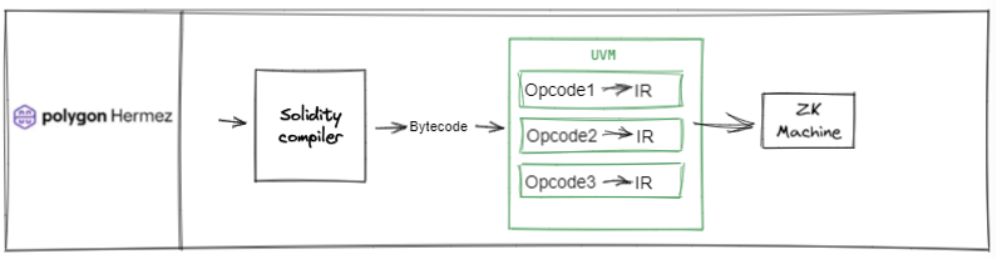 polygon Hermez
Solidity
compiler
Bytecode
UVM
Opcode1 → IR
Opcode2 → IR
Opcode3 → IR
ZK
Machine